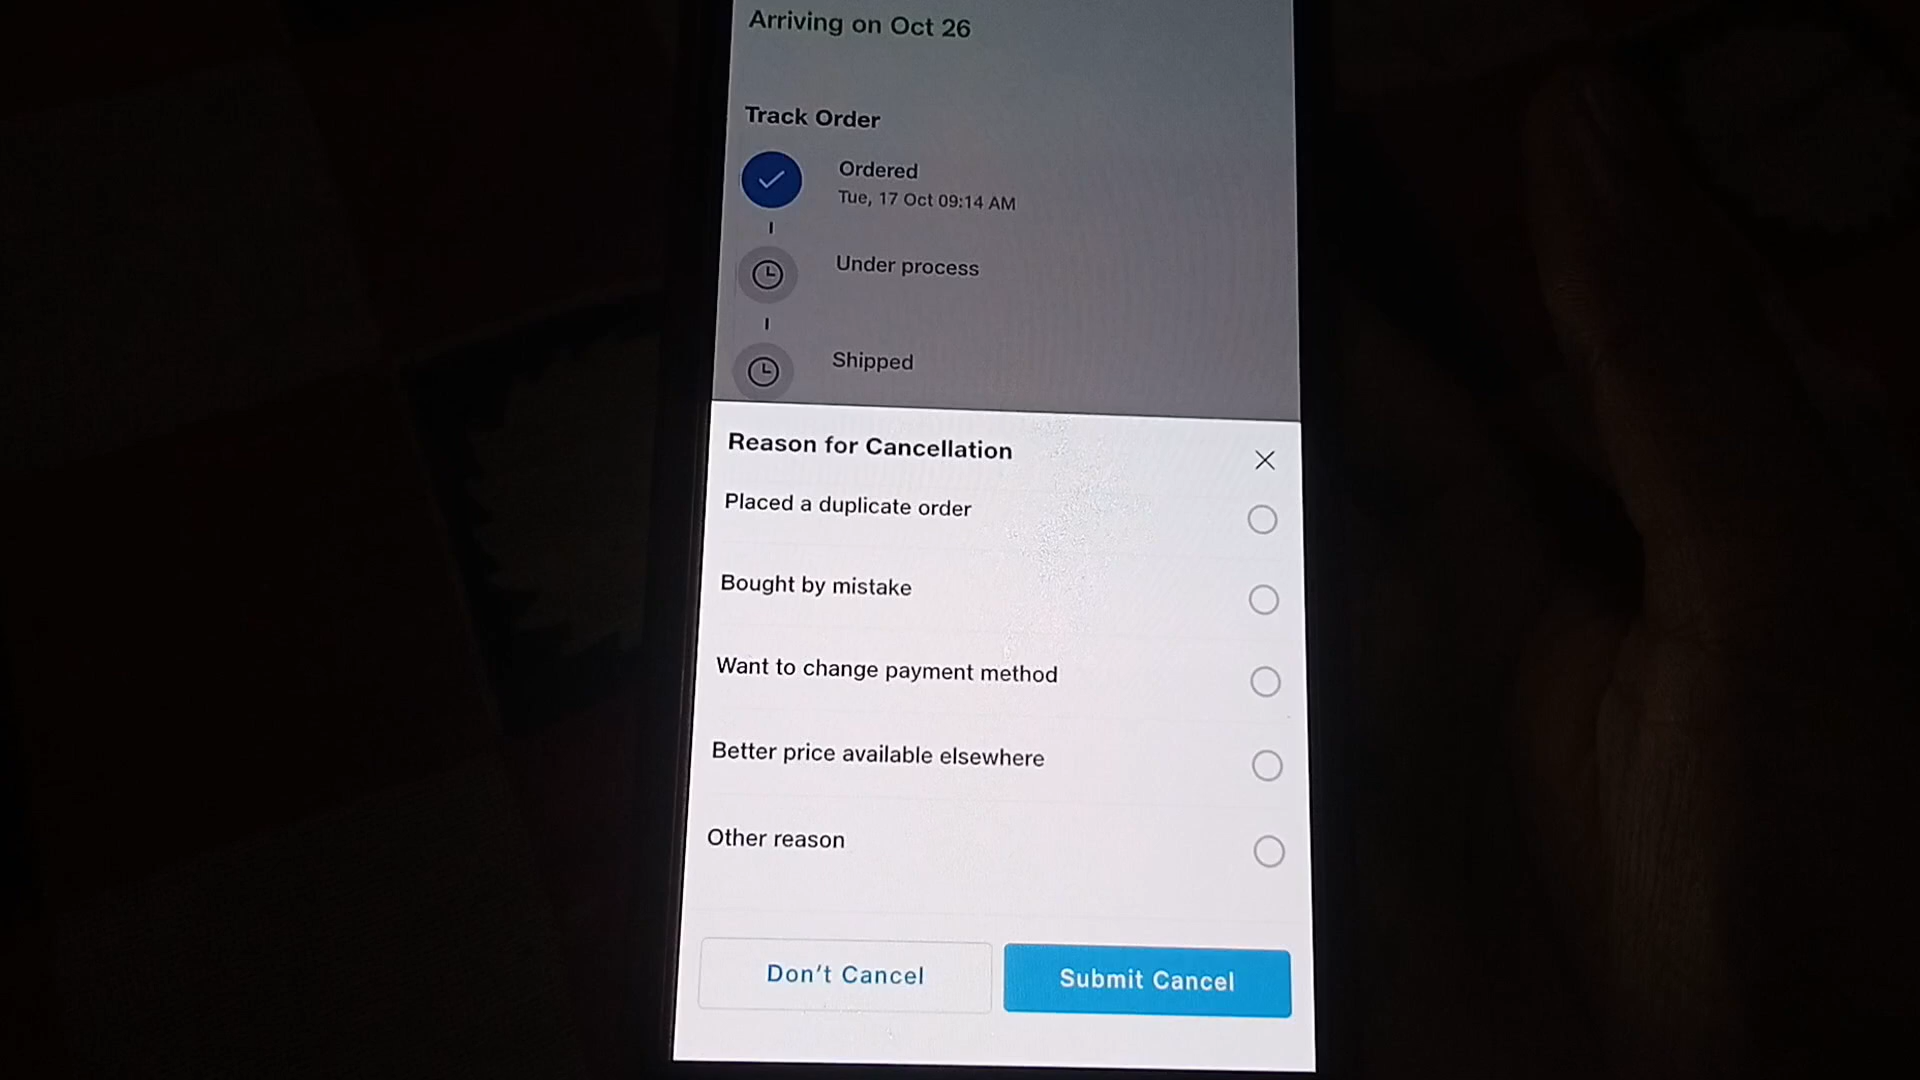 Arriving on Oct 26
Track Order
Ordered
Tue, 17 Oct 09:14 AM
Under process
Shipped
Reason for Cancellation
Placed a duplicate order
Bought by mistake
Want to change payment method
Better price available elsewhere
Other reason
Don't Cancel
Submit Cancel